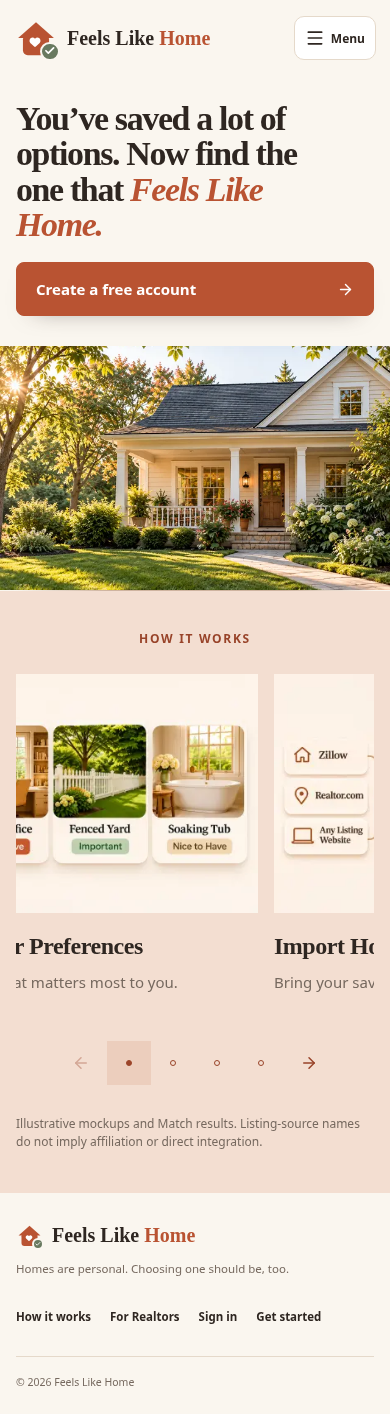 Feels Like Home
Menu
You’ve saved a lot of
options. Now find the
one that Feels Like
Home.
Create a free account
HOW IT WORKS
Fenced Yard
Soaking Tub
Important
Nice to Have
Zillow
Realtor.com
Any Listing
Website
r Preferences
at matters most to you.
Import Ho
Bring your sav
Illustrative mockups and Match results. Listing-source names
do not imply affiliation or direct integration.
Feels Like Home
Homes are personal. Choosing one should be, too.
How it works
For Realtors
Sign in
Get started
© 2026 Feels Like Home